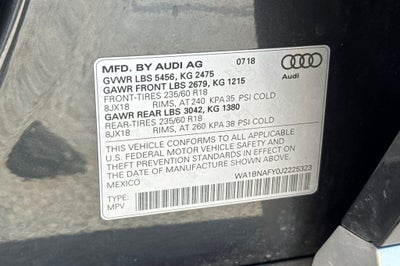 MFD. BY AUDI AG 07 18
GVWR LBS 5456, KG 2475
GAWR FRONT LBS 2679, KG 1215
FRONT-TIRES 235/60 R18
8JX18 RIMS, AT 240 KPA 35 PSI COLD
GAWR REAR LBS 3042, KG 1380
REAR-TIRES 235/60 R18
8JX18 RIMS, AT 260 KPA 38 PSI COLD
Audi
THIS VEHICLE CONFORMS TO ALL APPLICABLE
U.S. FEDERAL MOTOR VEHICLE SAFETY AND
THEFT PREVENTION STANDARDS IN EFFECT ON
THE DATE OF MANUFACTURE SHOWN ABOVE.
MEXICO WA1BNAFY0J2225323
TYPE:
MPV